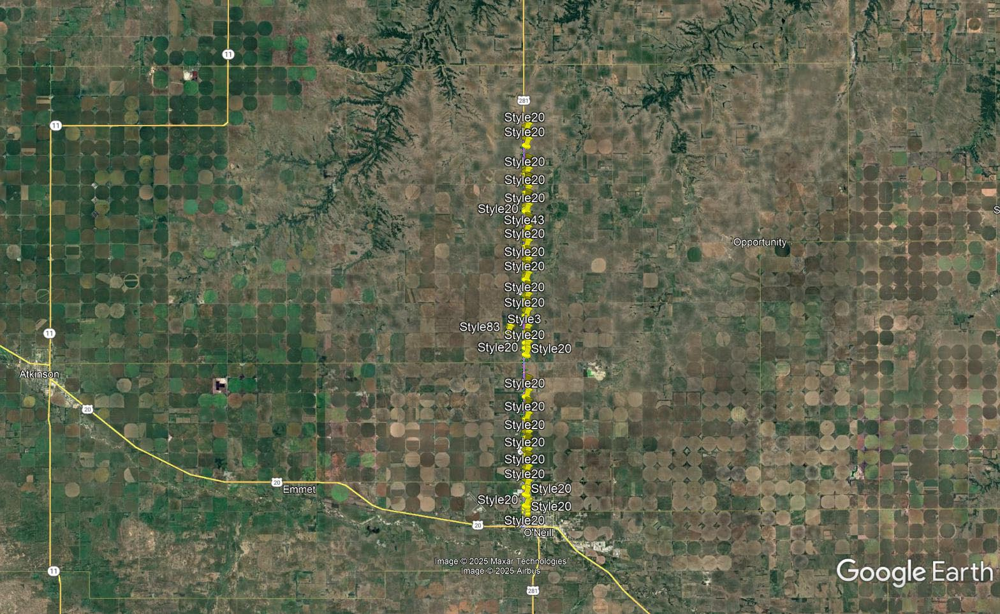 11
281
11
Style20
Style20
Style20
Style20
Style20
Style20
S
Style43
Style20
Opportunity
Style20
Style20
Style20
Style20
Style3
Style83
11
Style20
Style20 Style20
Atkinson
Style20
20
Style20
Style20
Style20
Style20
Style20
20
Emmet
Style20
Style20
Style20
Style20
20
O'Neill
Image © 2025 Maxar Technologies
Image © 2025 Airbus
11
Google Earth
281